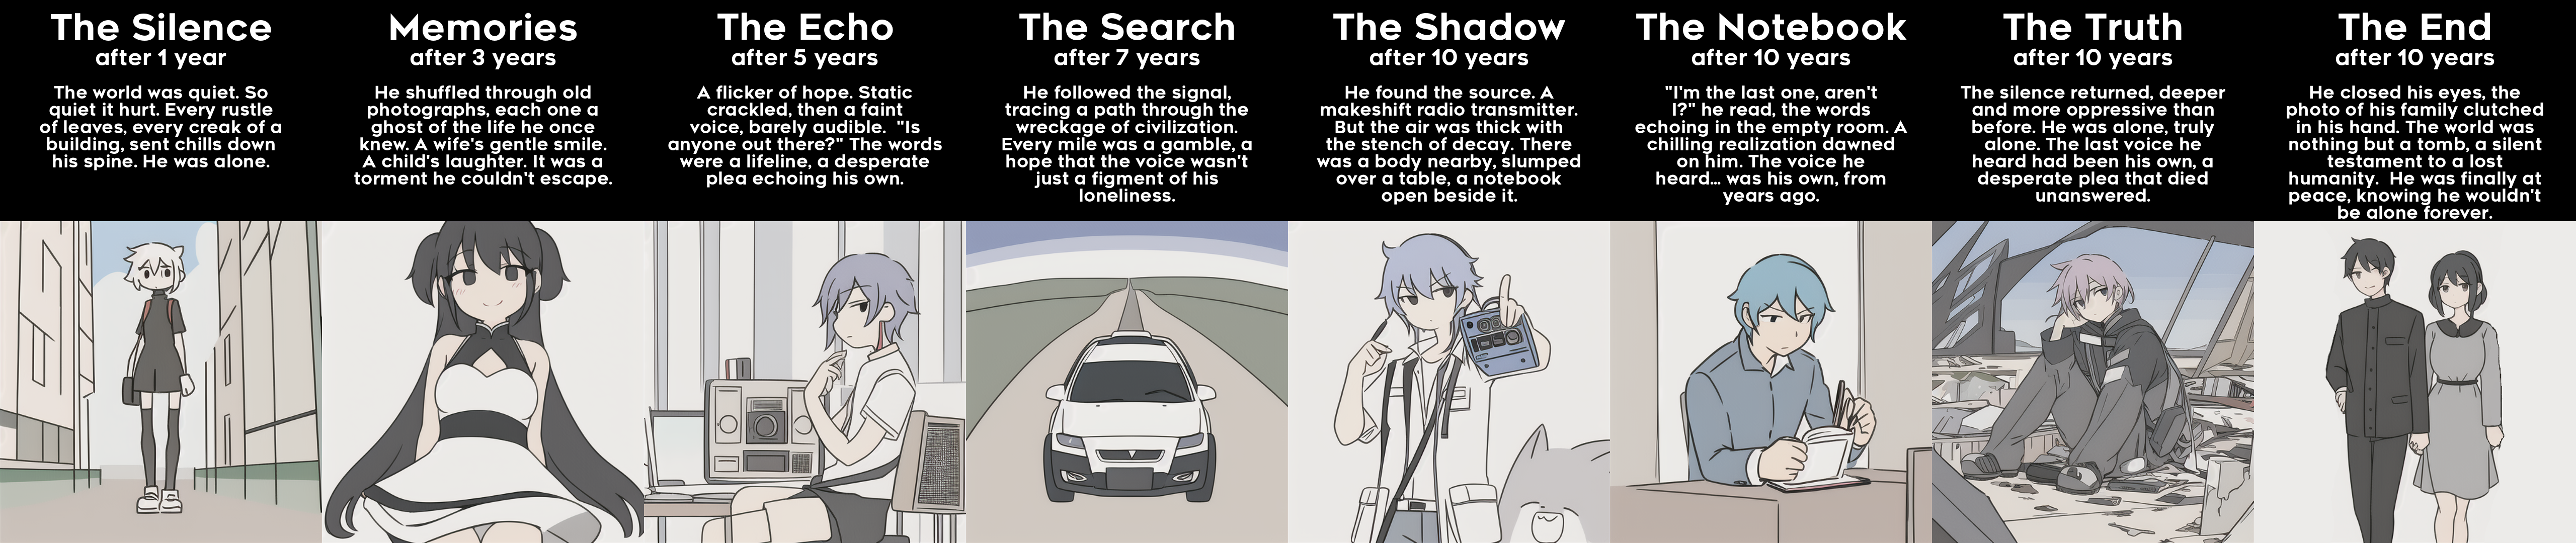 The Silence
after 1 year
The world was quiet. So
quiet it hurt. Every rustle
of leaves, every creak of a
building, sent chills down
his spine. He was alone.
Memories
after 3 years
He shuffled through old
photographs, each one a
ghost of the life he once
knew. A wife's gentle smile.
A child's laughter. It was a
torment he couldn't escape.
The Echo
after 5 years
A flicker of hope. Static
crackled, then a faint
voice, barely audible.  "Is
anyone out there?" The words
were a lifeline, a desperate
plea echoing his own.
The Search
after 7 years
He followed the signal,
tracing a path through the
wreckage of civilization.
Every mile was a gamble, a
hope that the voice wasn't
just a figment of his
loneliness.
The Shadow
after 10 years
He found the source. A
makeshift radio transmitter.
But the air was thick with
the stench of decay. There
was a body nearby, slumped
over a table, a notebook
open beside it.
The Notebook
after 10 years
"I'm the last one, aren't
I?" he read, the words
echoing in the empty room. A
chilling realization dawned
on him. The voice he
heard... was his own, from
years ago.
The Truth
after 10 years
The silence returned, deeper
and more oppressive than
before. He was alone, truly
alone. The last voice he
heard had been his own, a
desperate plea that died
unanswered.
The End
after 10 years
He closed his eyes, the
photo of his family clutched
in his hand. The world was
nothing but a tomb, a silent
testament to a lost
humanity.  He was finally at
peace, knowing he wouldn't
be alone forever.